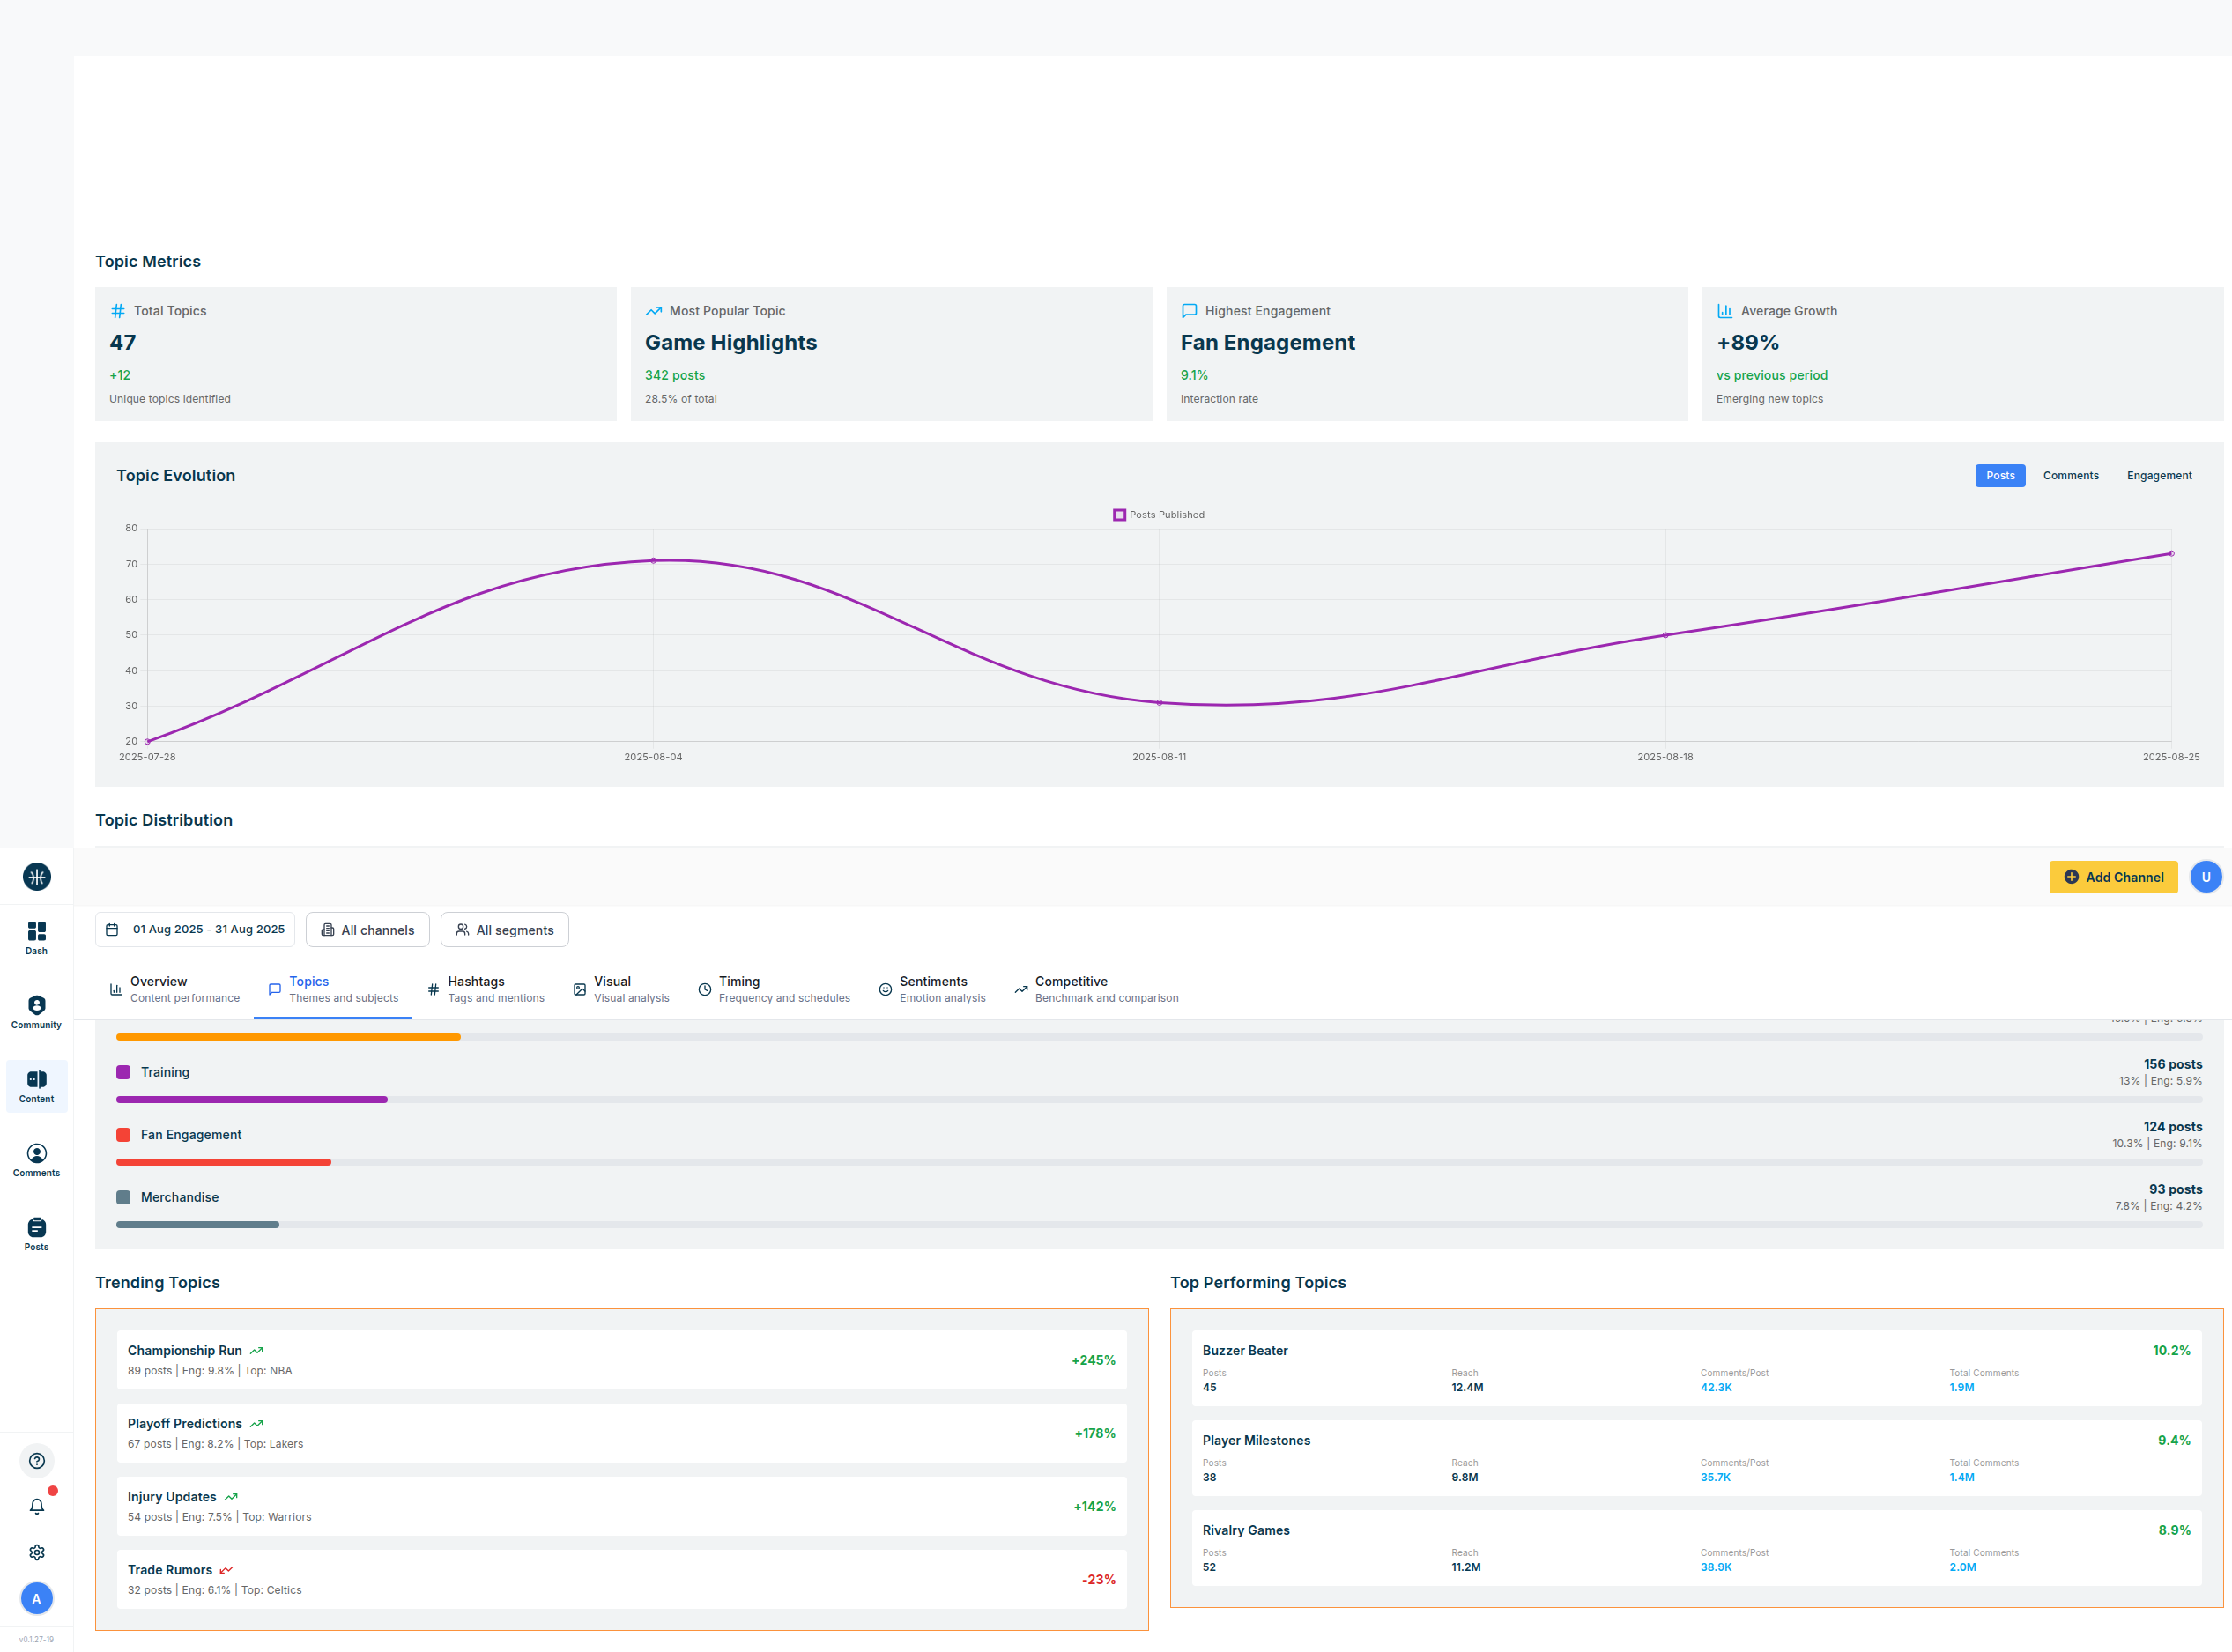 Topic Metrics
Total Topics
47
+12
Unique topics identified
Most Popular Topic
Game Highlights
342 posts
28.5% of total
Highest Engagement
Fan Engagement
9.1%
Interaction rate
Average Growth
+89%
vs previous period
Emerging new topics
Topic Evolution
Posts
Comments
Engagement
Posts Published
80
70
60
50
40
30
20
2025-07-28
2025-08-04
2025-08-11
2025-08-18
2025-08-25
Topic Distribution
Add Channel
U
01 Aug 2025 - 31 Aug 2025
All channels
All segments
Overview
Content performance
Topics
Themes and subjects
Hashtags
Tags and mentions
Visual
Visual analysis
Timing
Frequency and schedules
Sentiments
Emotion analysis
Competitive
Benchmark and comparison
Dash
Community
Content
Comments
Posts
A
v0.1.27-19
Training
156 posts
13% | Eng: 5.9%
Fan Engagement
124 posts
10.3% | Eng: 9.1%
Merchandise
93 posts
7.8% | Eng: 4.2%
Trending Topics
Championship Run
89 posts | Eng: 9.8% | Top: NBA
+245%
Playoff Predictions
67 posts | Eng: 8.2% | Top: Lakers
+178%
Injury Updates
54 posts | Eng: 7.5% | Top: Warriors
+142%
Trade Rumors
32 posts | Eng: 6.1% | Top: Celtics
-23%
Top Performing Topics
Buzzer Beater
10.2%
Posts
45
Reach
12.4M
Comments/Post
42.3K
Total Comments
1.9M
Player Milestones
9.4%
Posts
38
Reach
9.8M
Comments/Post
35.7K
Total Comments
1.4M
Rivalry Games
8.9%
Posts
52
Reach
11.2M
Comments/Post
38.9K
Total Comments
2.0M